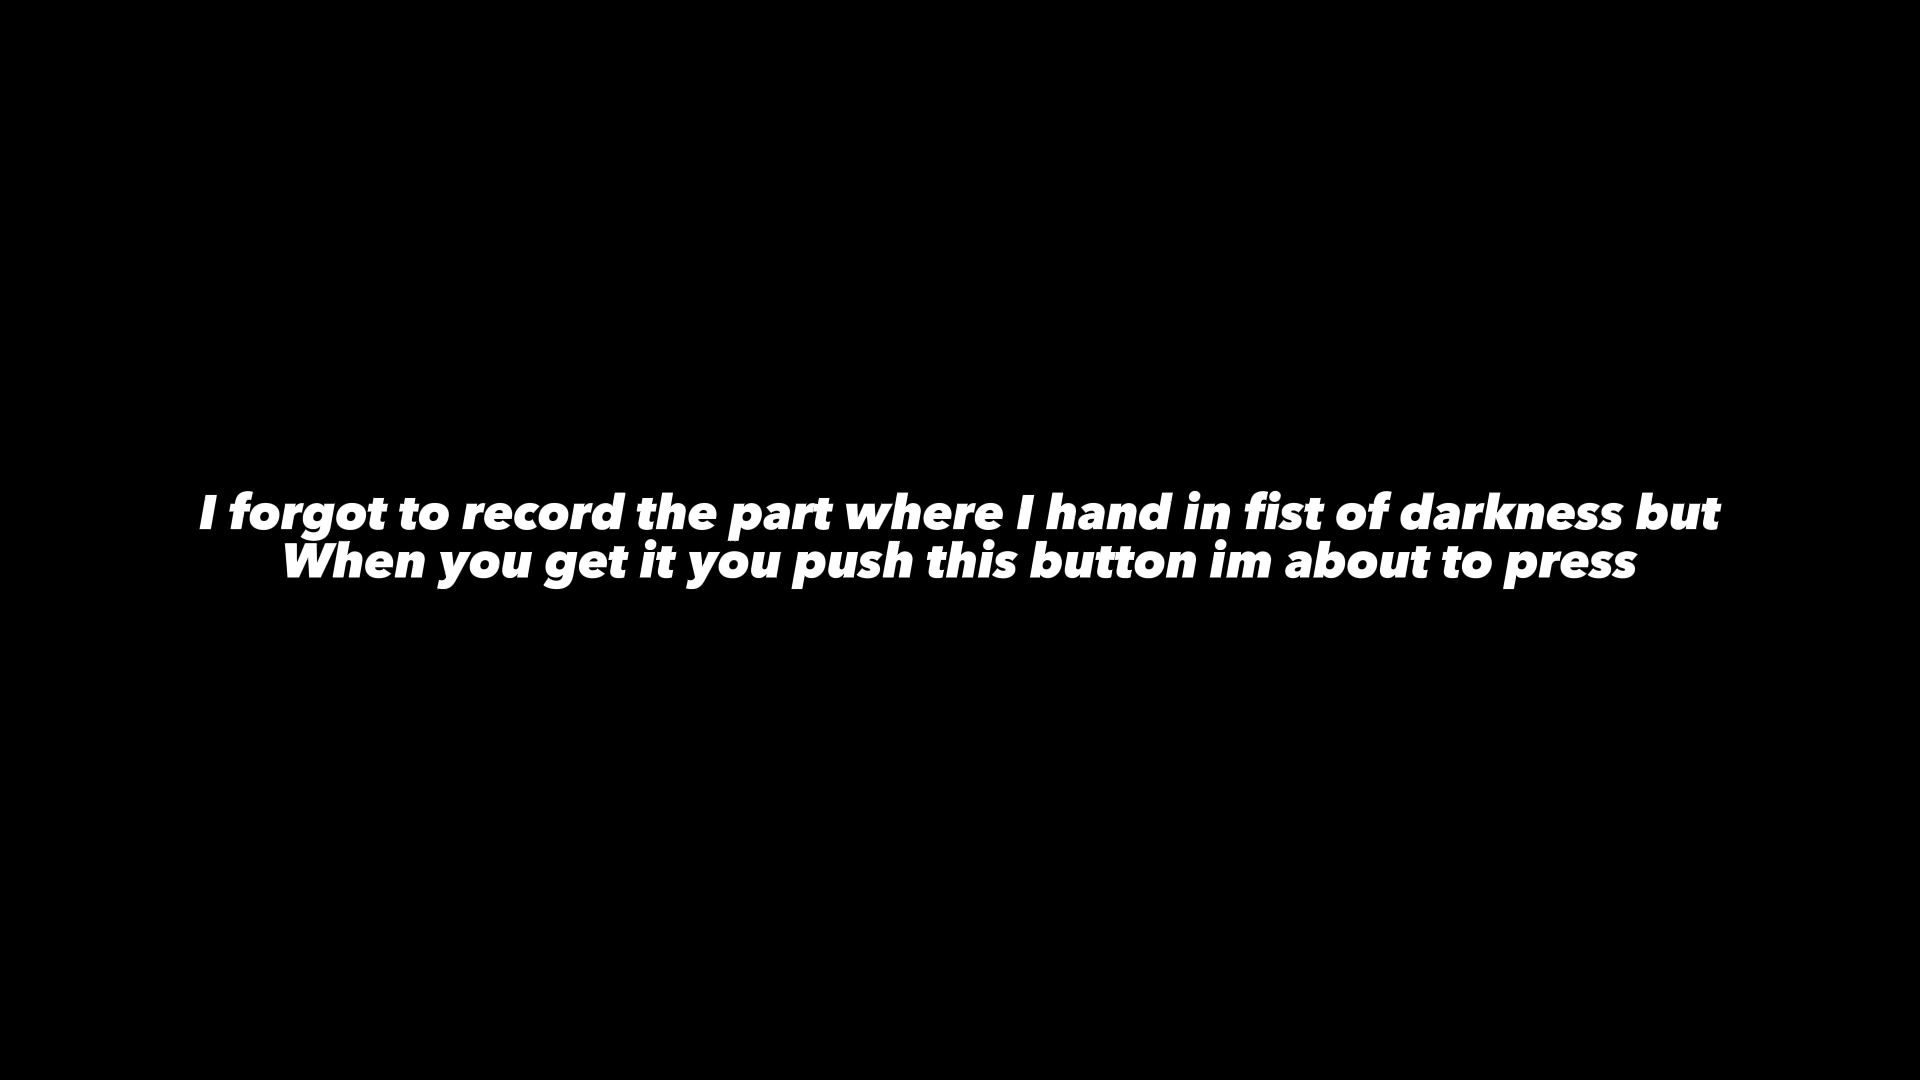 I forgot to record the part where I hand in fist of darkness but
When you get it you push this button im about to press